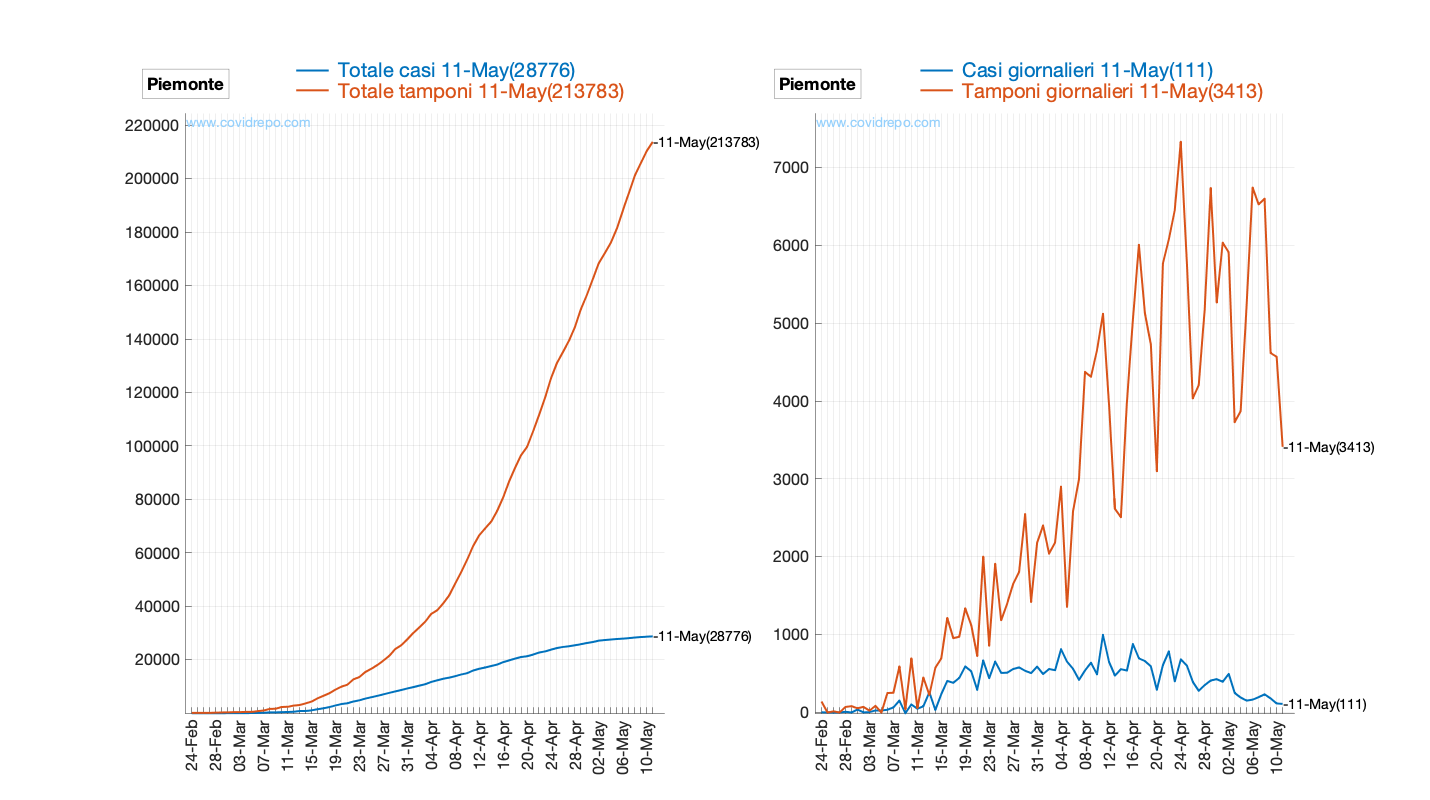 Piemonte
Totale casi 11-May(28776)
Totale tamponi 11-May(213783)
www.covidrepo.com
220000
200000
180000
160000
140000
120000
100000
80000
60000
40000
20000
11-May(213783)
11-May(28776)
24-Feb
28-Feb
03-Mar
07-Mar
11-Mar
15-Mar
19-Mar
23-Mar
27-Mar
31-Mar
04-Apr
08-Apr
12-Apr
16-Apr
20-Apr
24-Apr
28-Apr
02-May
06-May
10-May
Piemonte
Casi giornalieri 11-May(111)
Tamponi giornalieri 11-May(3413)
www.covidrepo.com
7000
6000
5000
4000
3000
2000
1000
0
11-May(3413)
11-May(111)
24-Feb
28-Feb
03-Mar
07-Mar
11-Mar
15-Mar
19-Mar
23-Mar
27-Mar
31-Mar
04-Apr
08-Apr
12-Apr
16-Apr
20-Apr
24-Apr
28-Apr
02-May
06-May
10-May